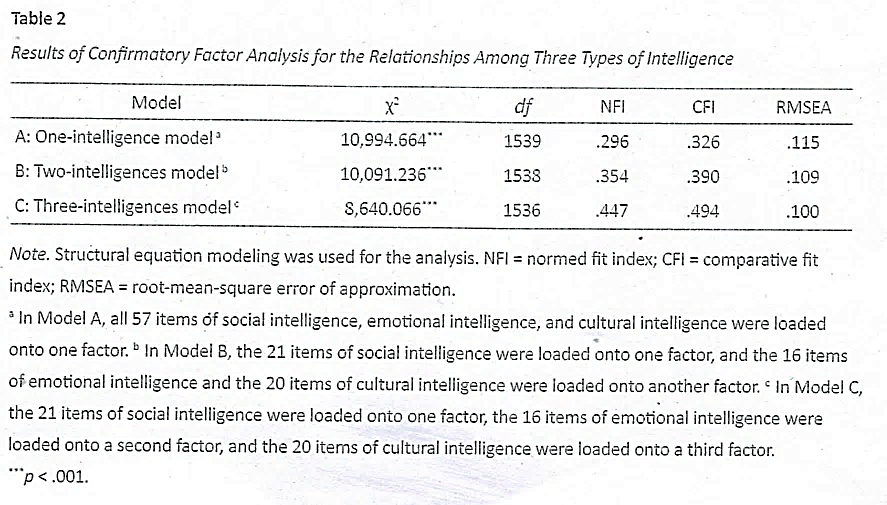 Table 2
Results of Confirmatory Factor Analysis for the Relationships Among Three Types of Intelligence
Model χ² df NFI CFI RMSEA
A: One-intelligence model ᵃ 10,994.664*** 1539 .296 .326 .115
B: Two-intelligences model ᵇ 10,091.236*** 1538 .354 .390 .109
C: Three-intelligences model ᶜ 8,640.066*** 1536 .447 .494 .100
Note. Structural equation modeling was used for the analysis. NFI = normed fit index; CFI = comparative fit
index; RMSEA = root-mean-square error of approximation.
ᵃ In Model A, all 57 items of social intelligence, emotional intelligence, and cultural intelligence were loaded
onto one factor. ᵇ In Model B, the 21 items of social intelligence were loaded onto one factor, and the 16 items
of emotional intelligence and the 20 items of cultural intelligence were loaded onto another factor. ᶜ In Model C,
the 21 items of social intelligence were loaded onto one factor, the 16 items of emotional intelligence were
loaded onto a second factor, and the 20 items of cultural intelligence were loaded onto a third factor.
***p < .001.